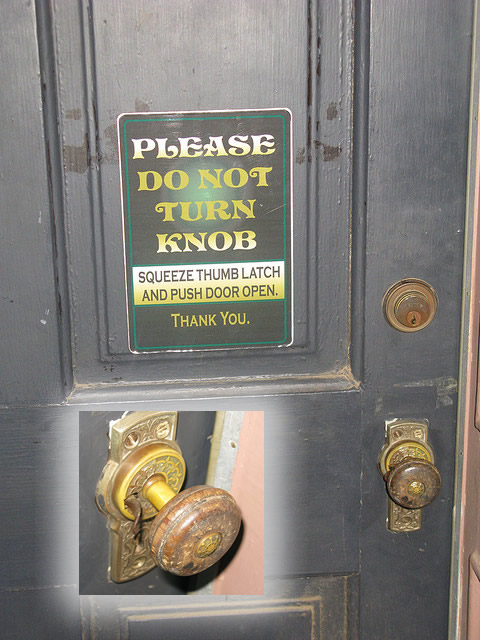 PLEASE
DO NOT
TURN
KNOB
SQUEEZE THUMB LATCH
AND PUSH DOOR OPEN.
THANK YOU.